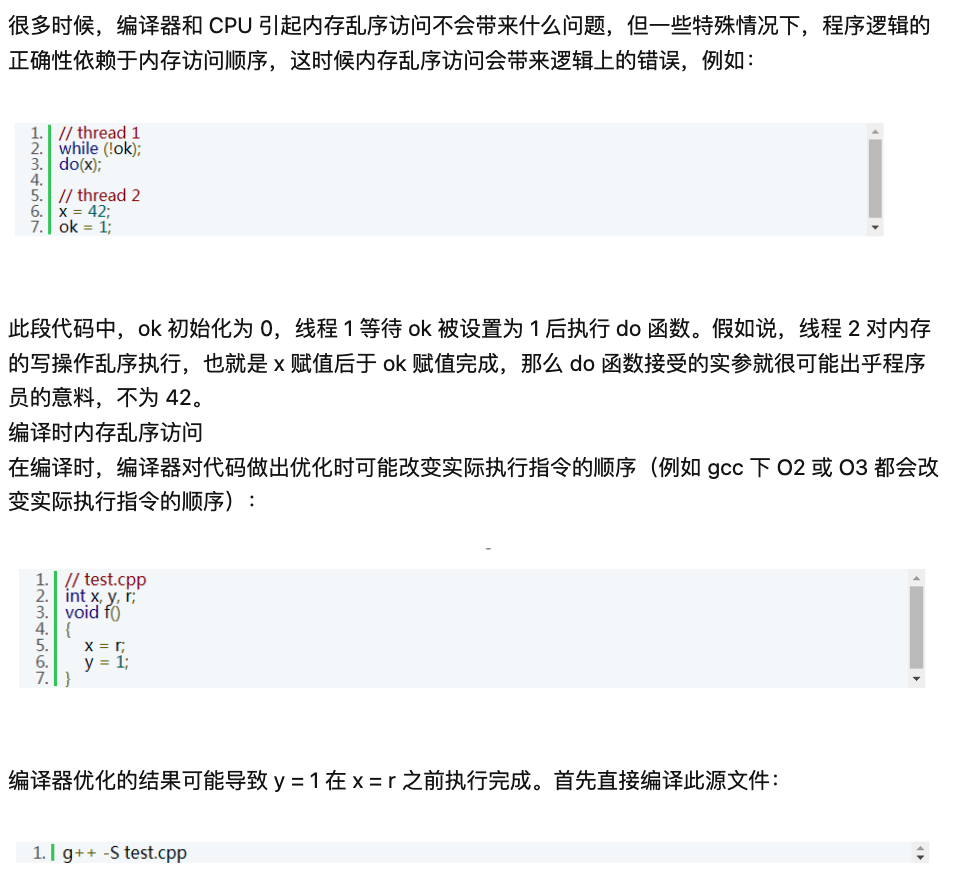 很多时候，编译器和 CPU 引起内存乱序访问不会带来什么问题，但一些特殊情况下，程序逻辑的
正确性依赖于内存访问顺序，这时候内存乱序访问会带来逻辑上的错误，例如：
1. // thread 1
2. while (!ok);
3. do(x);
4.
5. // thread 2
6. x = 42;
7. ok = 1;
此段代码中，ok 初始化为 0，线程 1 等待 ok 被设置为 1 后执行 do 函数。假如说，线程 2 对内存
的写操作乱序执行，也就是 x 赋值后于 ok 赋值完成，那么 do 函数接受的实参就很可能出乎程序
员的意料，不为 42。
编译时内存乱序访问
在编译时，编译器对代码做出优化时可能改变实际执行指令的顺序（例如 gcc 下 O2 或 O3 都会改
变实际执行指令的顺序）：
-
1. // test.cpp
2. int x, y, r;
3. void f()
4. {
5. x = r;
6. y = 1;
7. }
编译器优化的结果可能导致 y = 1 在 x = r 之前执行完成。首先直接编译此源文件：
1. g++ -S test.cpp